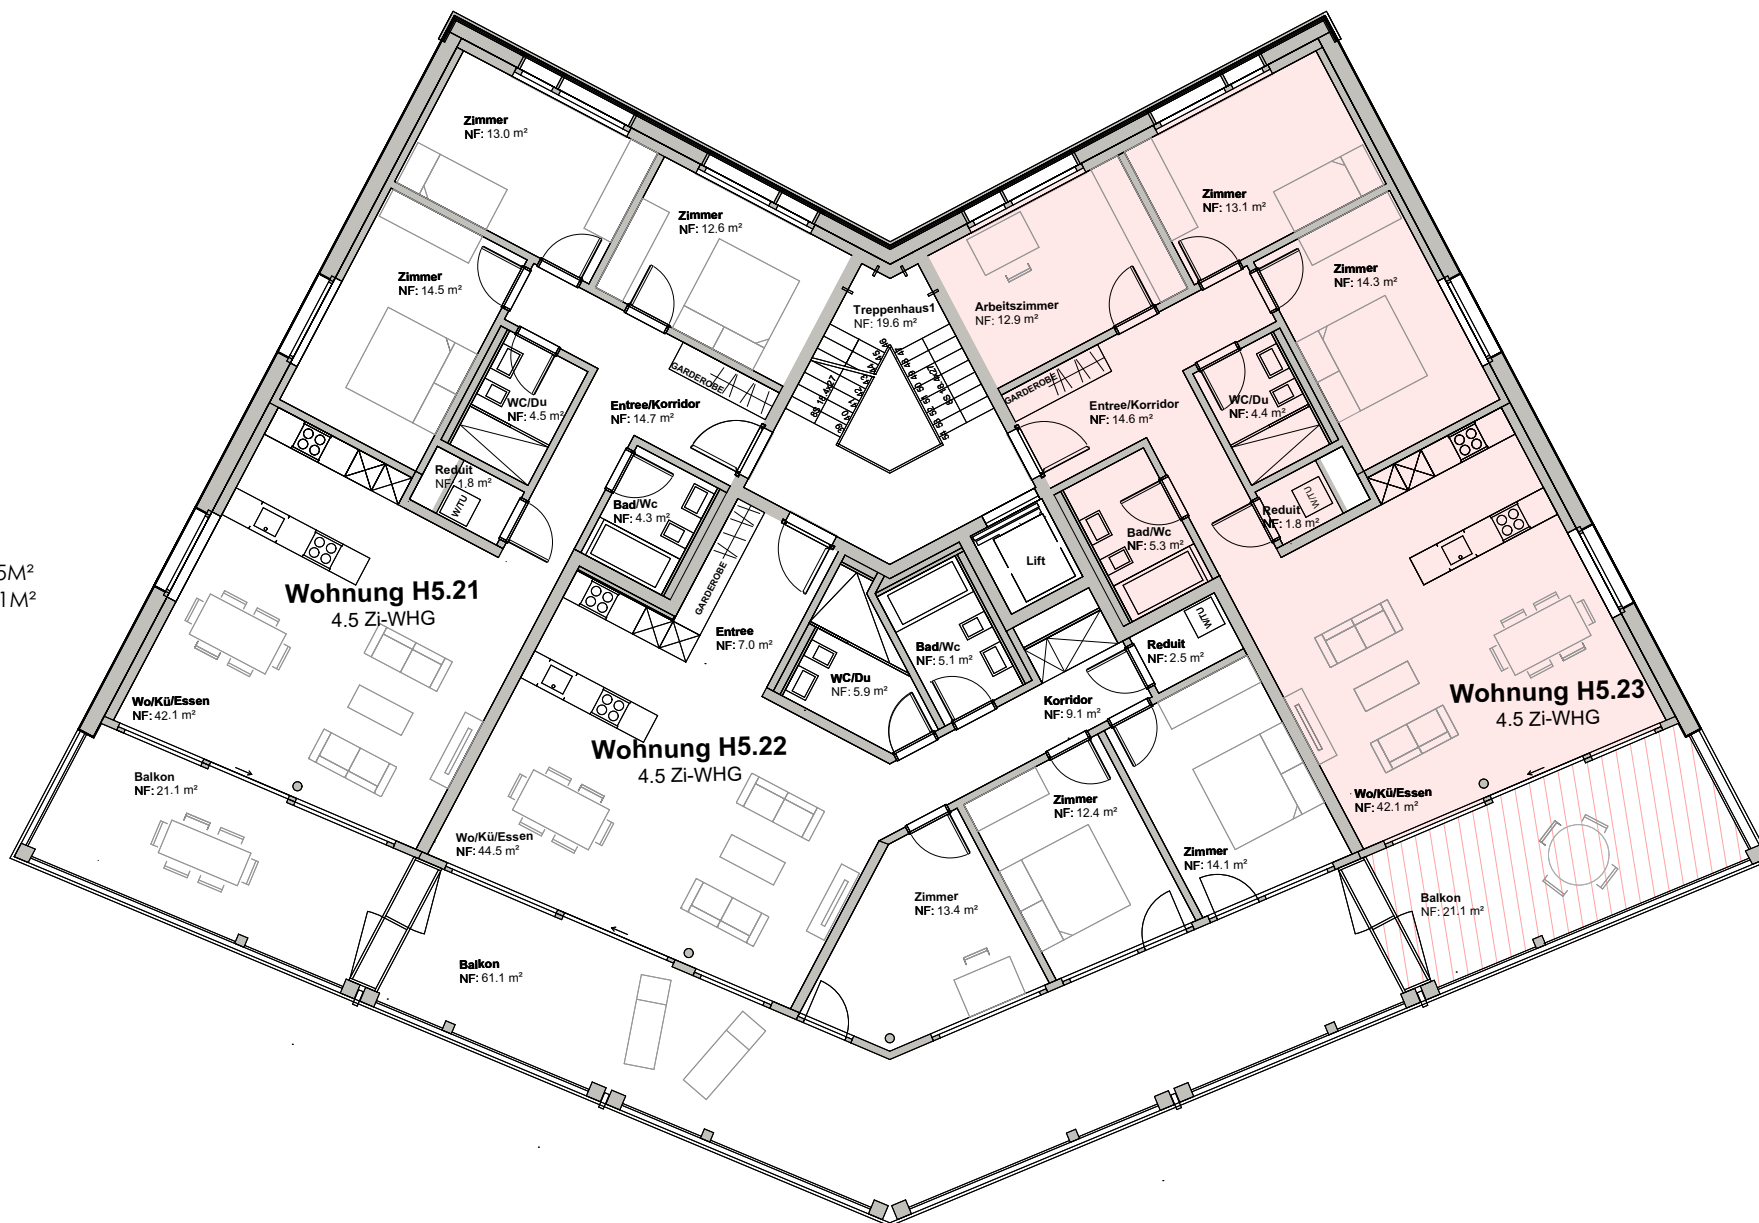 Zimmer
NF: 13.0 m²
Zimmer
NF: 12.6 m²
Zimmer
NF: 14.5 m²
Treppenhaus1
NF: 19.6 m²
WC/Du
NF: 4.5 m²
Entree/Korridor
NF: 14.7 m²
GARDEROBE
Reduit
NF: 1.8 m²
W/TU
Bad/Wc
NF: 4.3 m²
5M²
1M²
Wohnung H5.21
4.5 Zi-WHG
Wo/Kü/Essen
NF: 42.1 m²
Balkon
NF: 21.1 m²
GARDEROBE
Entree
NF: 7.0 m²
WC/Du
NF: 5.9 m²
Bad/Wc
NF: 5.1 m²
Lift
Reduit
NF: 2.5 m²
W/TU
Korridor
NF: 9.1 m²
Wohnung H5.22
4.5 Zi-WHG
Wo/Kü/Essen
NF: 44.5 m²
Zimmer
NF: 12.4 m²
Zimmer
NF: 14.1 m²
Zimmer
NF: 13.4 m²
Balkon
NF: 61.1 m²
Zimmer
NF: 13.1 m²
Zimmer
NF: 14.3 m²
Arbeitszimmer
NF: 12.9 m²
GARDEROBE
Entree/Korridor
NF: 14.6 m²
WC/Du
NF: 4.4 m²
Reduit
NF: 1.8 m²
W/TU
Bad/Wc
NF: 5.3 m²
Wohnung H5.23
4.5 Zi-WHG
Wo/Kü/Essen
NF: 42.1 m²
Balkon
NF: 21.1 m²